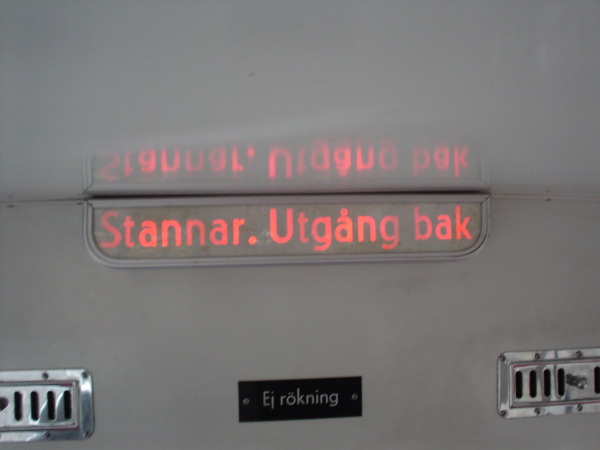 Stannar. Utgång bak
Ej rökning